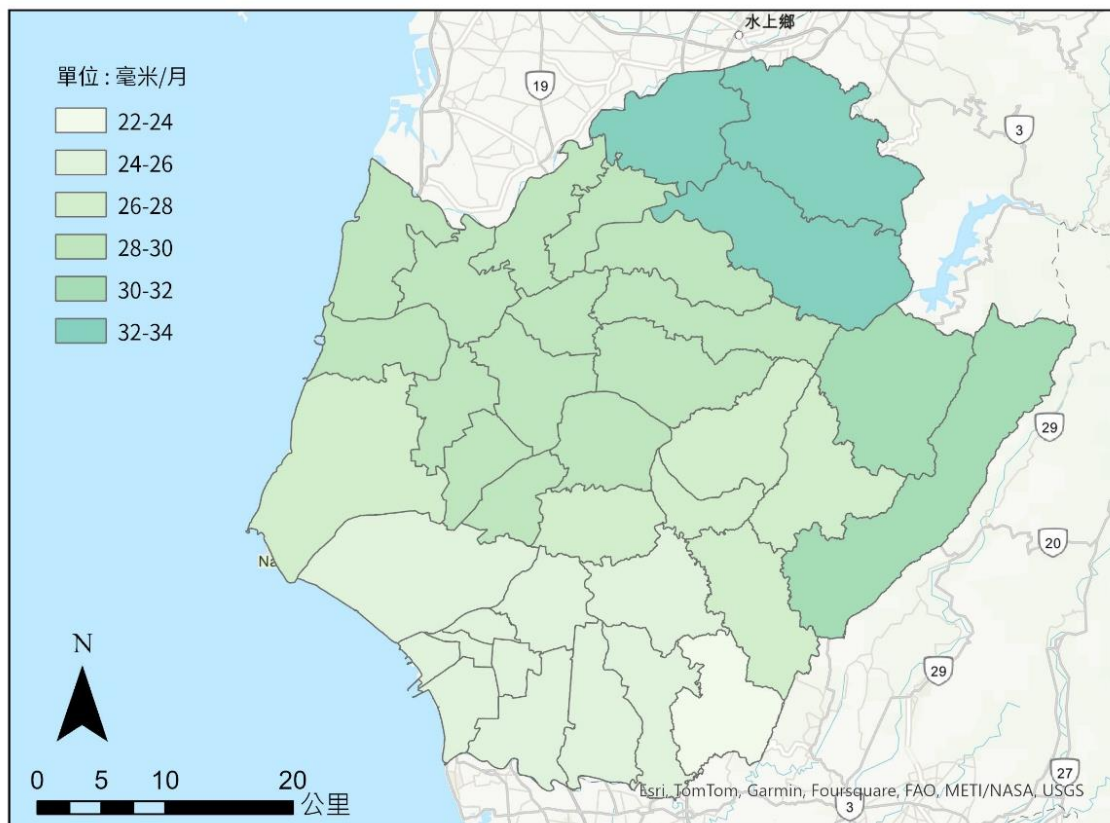 水上鄉
單位 : 毫米/月
19
22-24
3
24-26
26-28
28-30
30-32
32-34
29
20
Na
N
29
0 5 10 20
公里
27
Esri, TomTom, Garmin, Foursquare, FAO, METI/NASA, USGS
3